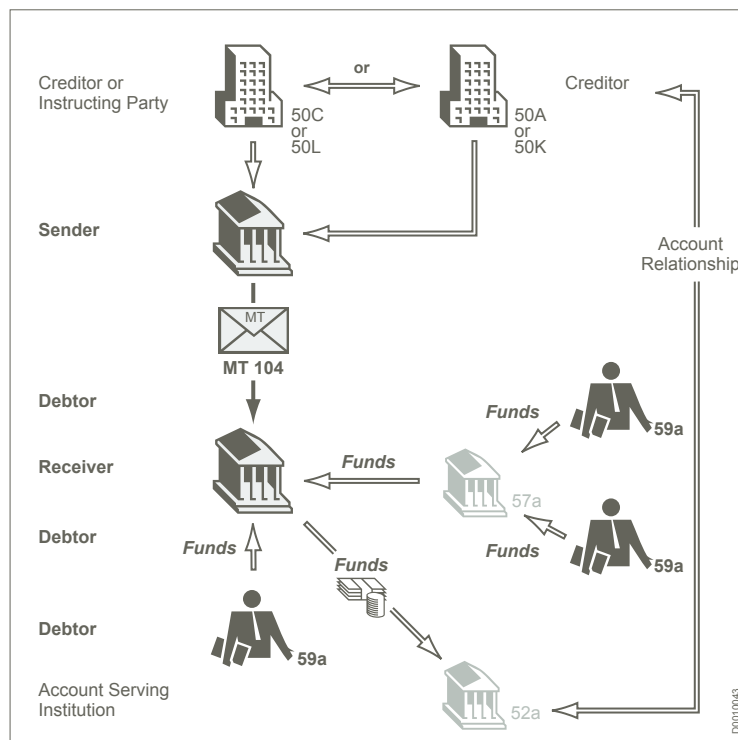 or
Creditor or
Instructing Party
Creditor
50C
or
50L
50A
or
50K
Sender
Account
Relationship
MT
MT 104
Debtor
Funds
59a
Receiver
Funds
57a
Debtor
Funds
Funds
59a
Funds
Debtor
59a
Account Serving
Institution
52a
D0010043